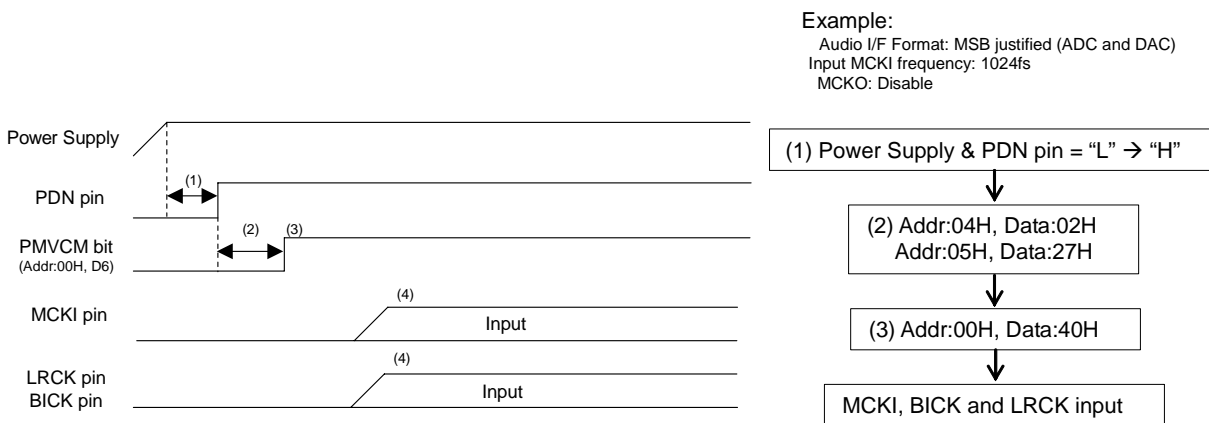 Example:
Audio I/F Format: MSB justified (ADC and DAC)
Input MCKI frequency: 1024fs
MCKO: Disable
Power Supply
(1)
PDN pin
(2)
(3)
PMVCM bit
(Addr:00H, D6)
(4)
MCKI pin
Input
(4)
LRCK pin
BICK pin
Input
(1) Power Supply & PDN pin = “L” → “H”
(2) Addr:04H, Data:02H
Addr:05H, Data:27H
(3) Addr:00H, Data:40H
MCKI, BICK and LRCK input